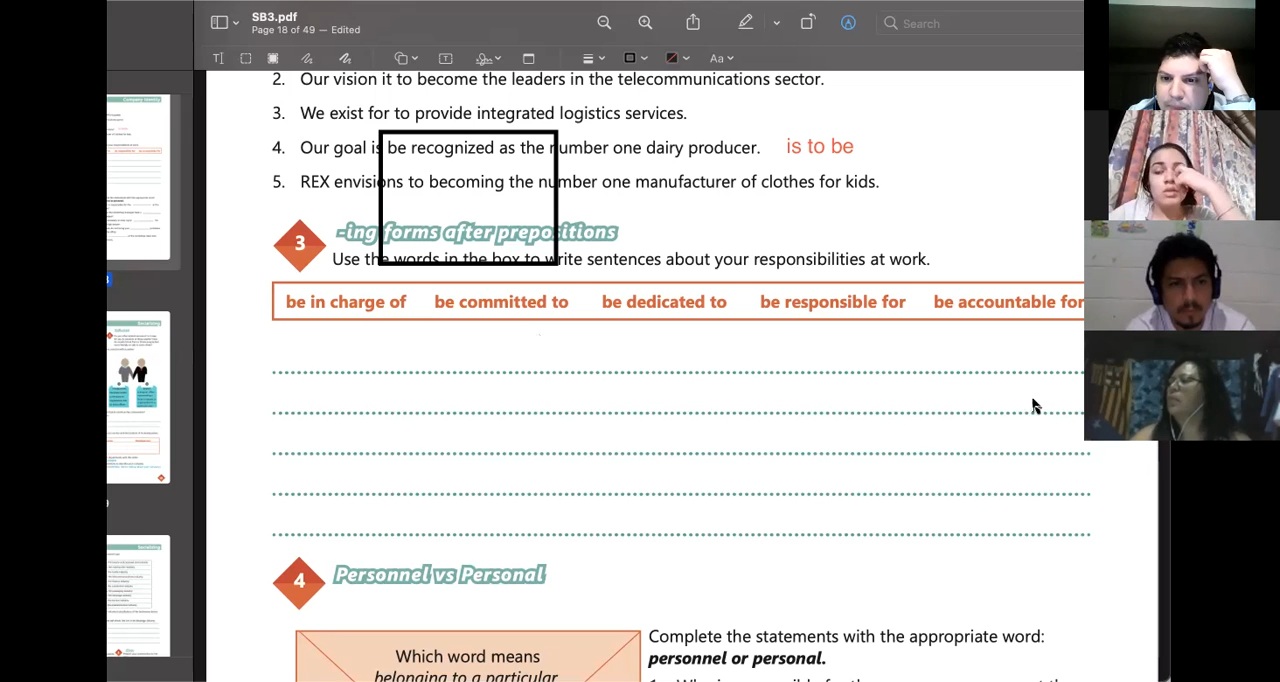 SB3.pdf
Page 18 of 49 — Edited
Search
Aa
2. Our vision it to become the leaders in the telecommunications sector.
3. We exist for to provide integrated logistics services.
4. Our goal is be recognized as the number one dairy producer. is to be
5. REX envisions to becoming the number one manufacturer of clothes for kids.
3 -ing forms after prepositions
Use the words in the box to write sentences about your responsibilities at work.
be in charge of be committed to be dedicated to be responsible for be accountable for
4 Personnel vs Personal
Complete the statements with the appropriate word:
Which word means
personnel or personal.
belonging to a particular